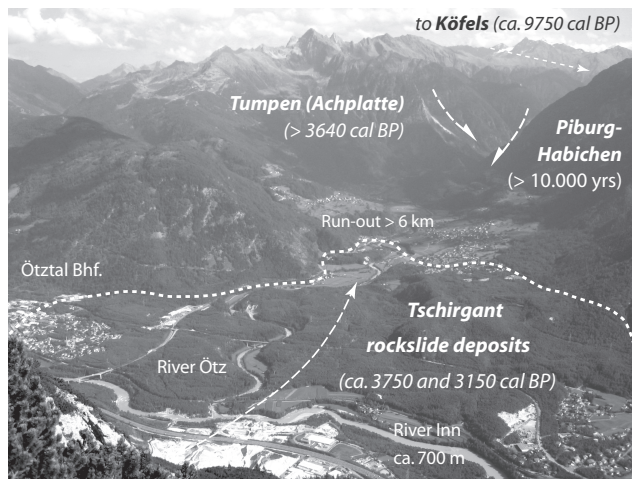 to Köfels (ca. 9750 cal BP)
Tumpen (Achplatte)
(> 3640 cal BP)
Piburg-
Habichen
(> 10.000 yrs)
Run-out > 6 km
Ötztal Bhf.
Tschirgant
rockslide deposits
(ca. 3750 and 3150 cal BP)
River Ötz
River Inn
ca. 700 m